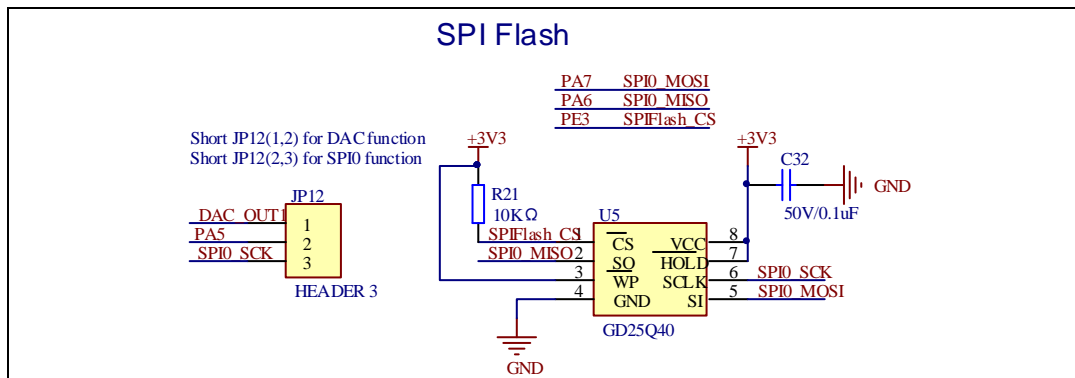 SPI Flash
PA7 SPI0_MOSI
PA6 SPI0_MISO
PE3 SPIFlash_CS
Short JP12(1,2) for DAC function
Short JP12(2,3) for SPI0 function
+3V3
+3V3
C32
GND
50V/0.1uF
R21
10KΩ
JP12
DAC_OUT1 1
PA5 2
SPI0_SCK 3
HEADER 3
U5
SPIFlash_CS 1 CS VCC 8
SPI0_MISO 2 SO HOLD 7
3 WP SCLK 6 SPI0_SCK
4 GND SI 5 SPI0_MOSI
GD25Q40
GND